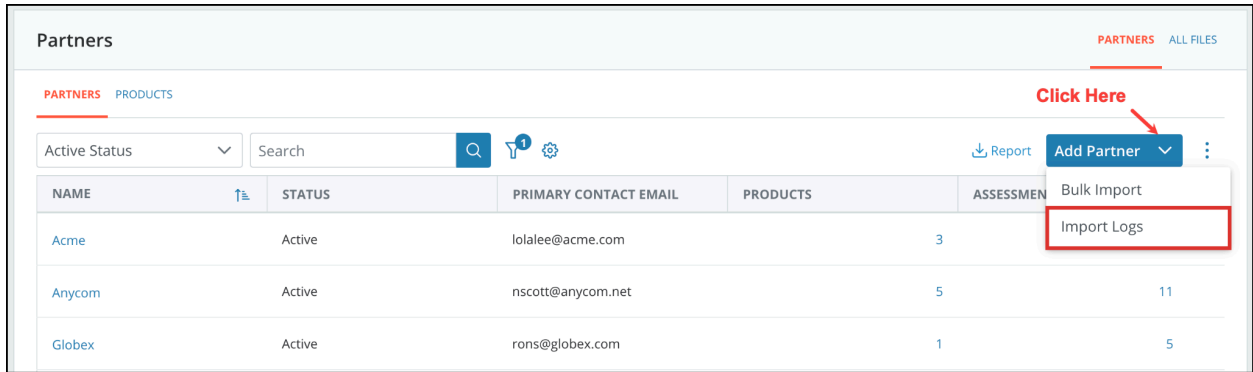 Partners
PARTNERS ALL FILES
PARTNERS PRODUCTS
Click Here
Active Status Search 1 Report Add Partner
NAME STATUS PRIMARY CONTACT EMAIL PRODUCTS ASSESSMEN
Bulk Import
Import Logs
Acme Active lolalee@acme.com 3
Anycom Active nscott@anycom.net 5 11
Globex Active rons@globex.com 1 5